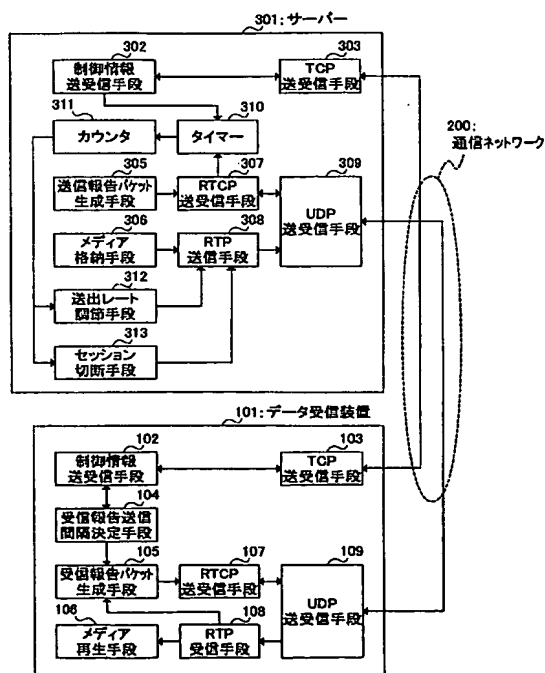 301:サーバー
302
制御情報
送受信手段
303
TCP
送受信手段
311
カウンタ
310
タイマー
200:
通信ネットワーク
305
送信報告パケット
生成手段
307
RTCP
送受信手段
309
UDP
送受信手段
306
メディア
格納手段
308
RTP
送信手段
312
送出レート
調節手段
313
セッション
切断手段
101:データ受信装置
102
制御情報
送受信手段
103
TCP
送受信手段
104
受信報告送信
間隔決定手段
105
受信報告パケット
生成手段
107
RTCP
送受信手段
109
UDP
送受信手段
106
メディア
再生手段
108
RTP
受信手段